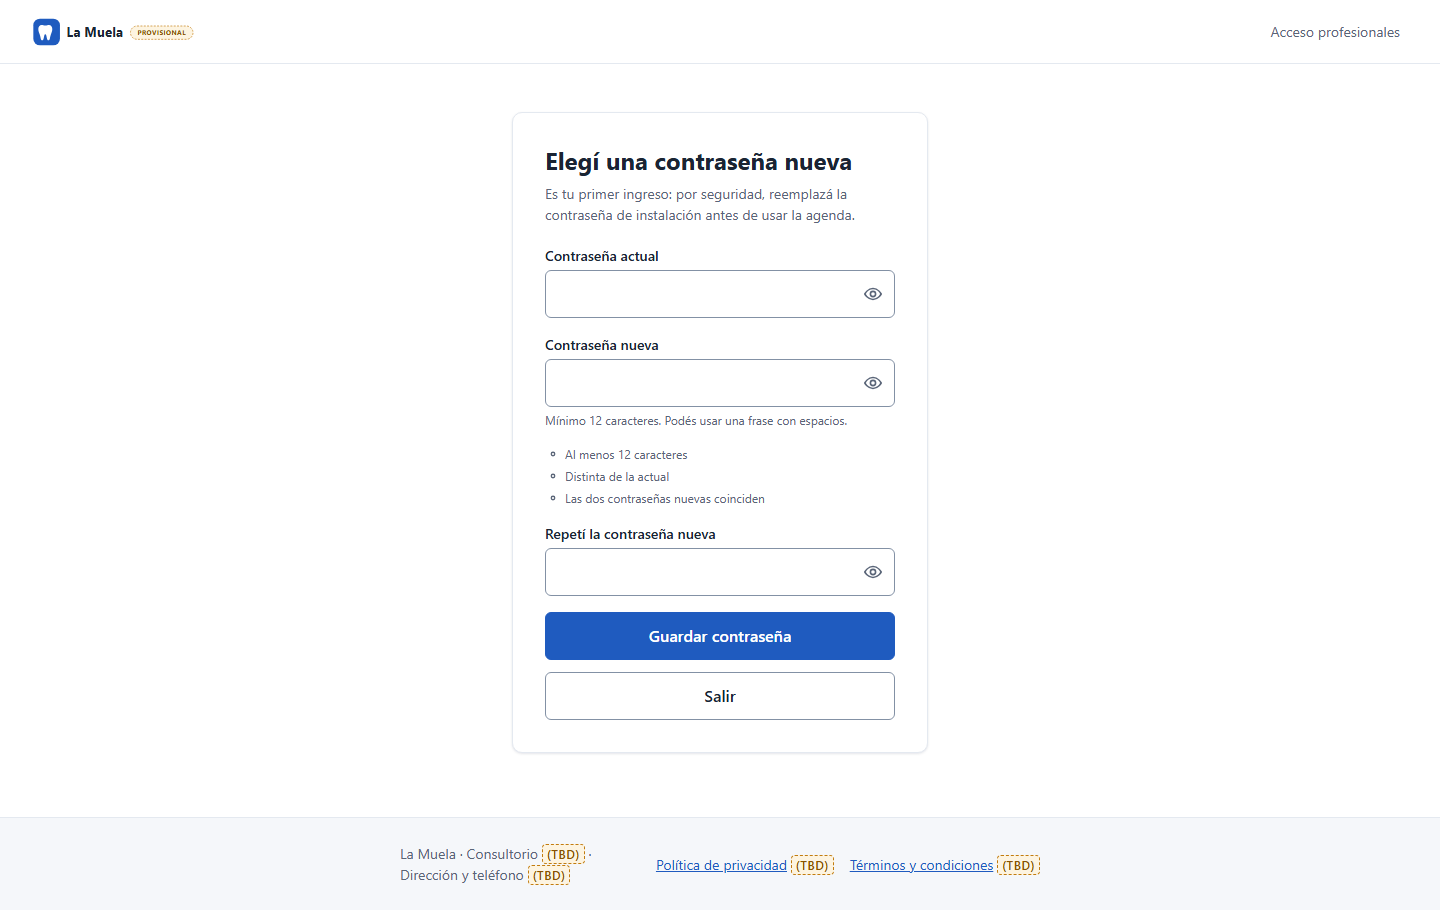 La Muela PROVISIONAL
Acceso profesionales
Elegí una contraseña nueva
Es tu primer ingreso: por seguridad, reemplazá la
contraseña de instalación antes de usar la agenda.
Contraseña actual
Contraseña nueva
Mínimo 12 caracteres. Podés usar una frase con espacios.
Al menos 12 caracteres
Distinta de la actual
Las dos contraseñas nuevas coinciden
Repetí la contraseña nueva
Guardar contraseña
Salir
La Muela · Consultorio (TBD) ·
Dirección y teléfono (TBD)
Política de privacidad (TBD) Términos y condiciones (TBD)